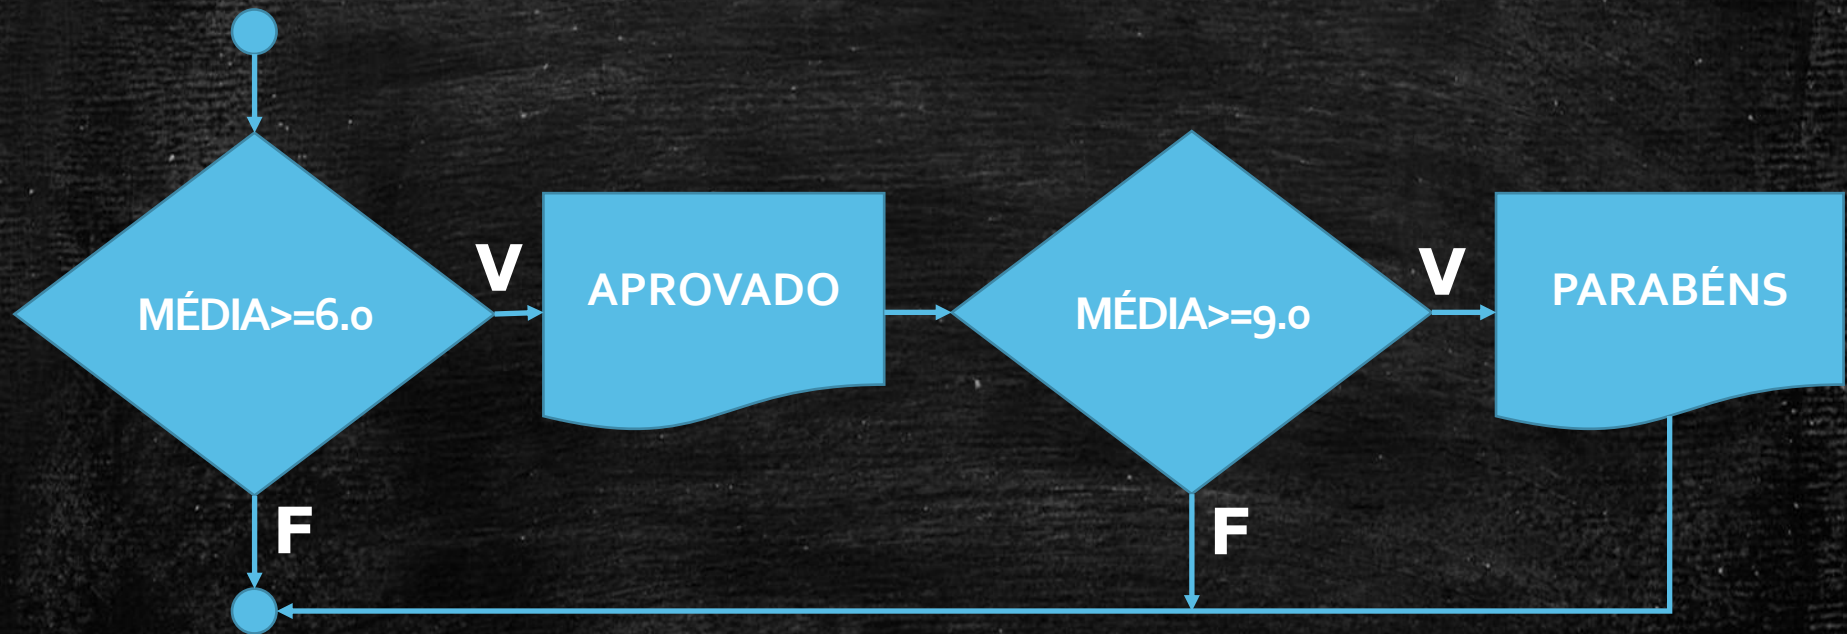 MÉDIA>=6.0
V
APROVADO
MÉDIA>=9.0
V
PARABÉNS
F
F